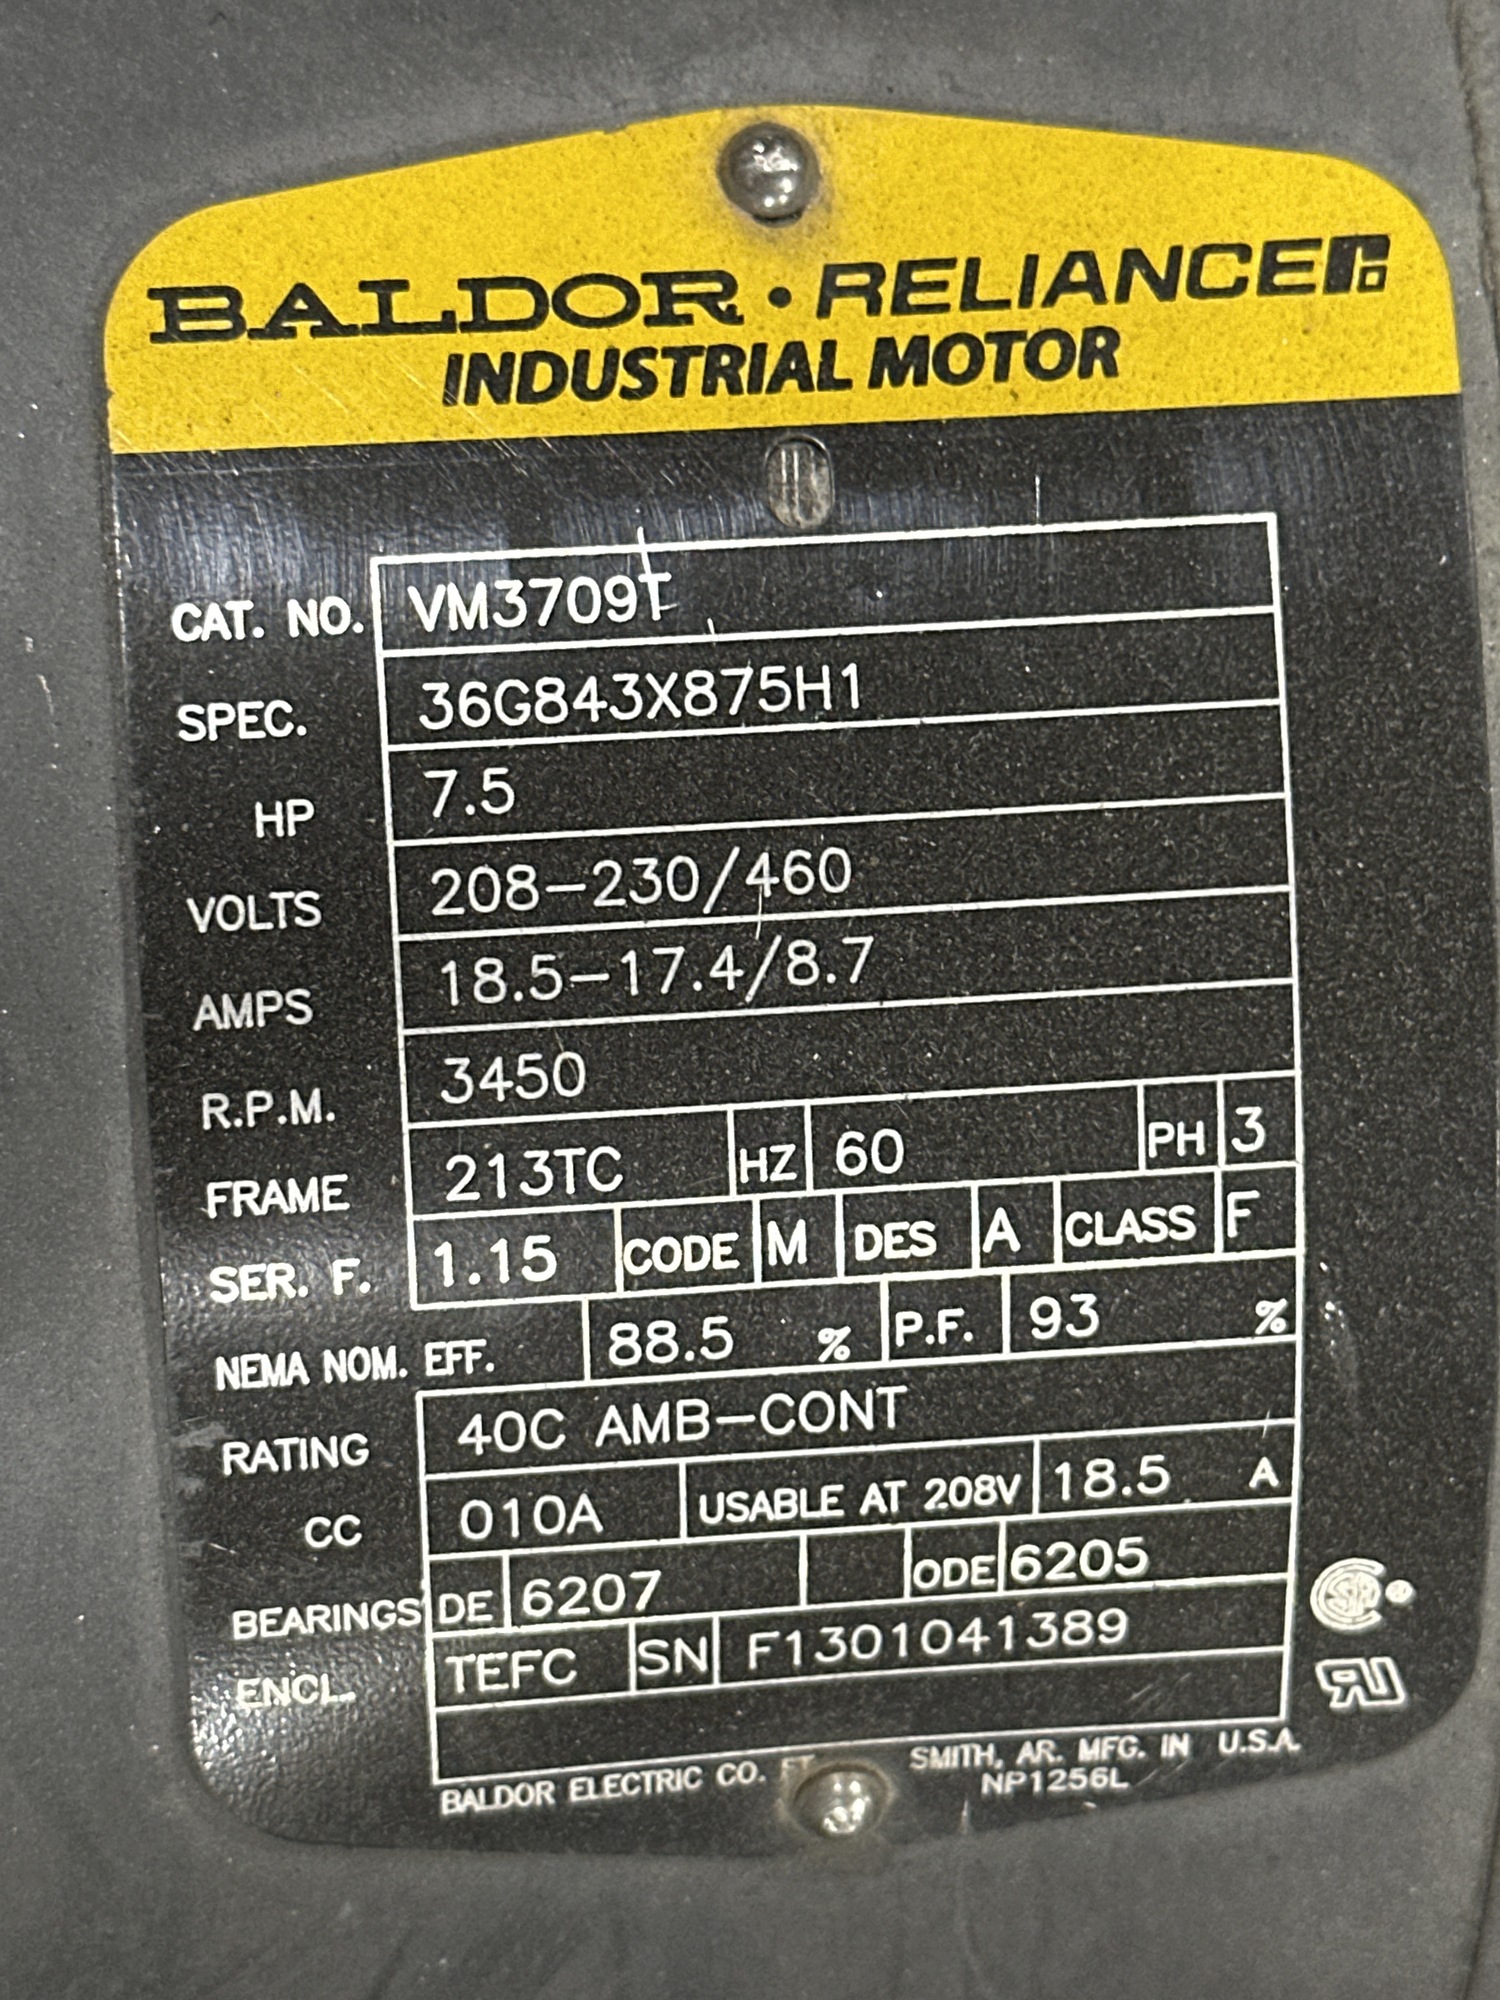 BALDOR • RELIANCE
INDUSTRIAL MOTOR
CAT. NO. VM3709T
SPEC. 36G843X875H1
HP 7.5
VOLTS 208-230/460
AMPS 18.5-17.4/8.7
R.P.M. 3450
FRAME 213TC HZ 60 PH 3
SER. F. 1.15 CODE M DES A CLASS F
NEMA NOM. EFF. 88.5 % P.F. 93 %
RATING 40C AMB-CONT
CC 010A USABLE AT 208V 18.5 A
BEARINGS DE 6207 ODE 6205
ENCL. TEFC SN F1301041389
BALDOR ELECTRIC CO. FT. SMITH, AR. MFG. IN U.S.A.
NP1256L